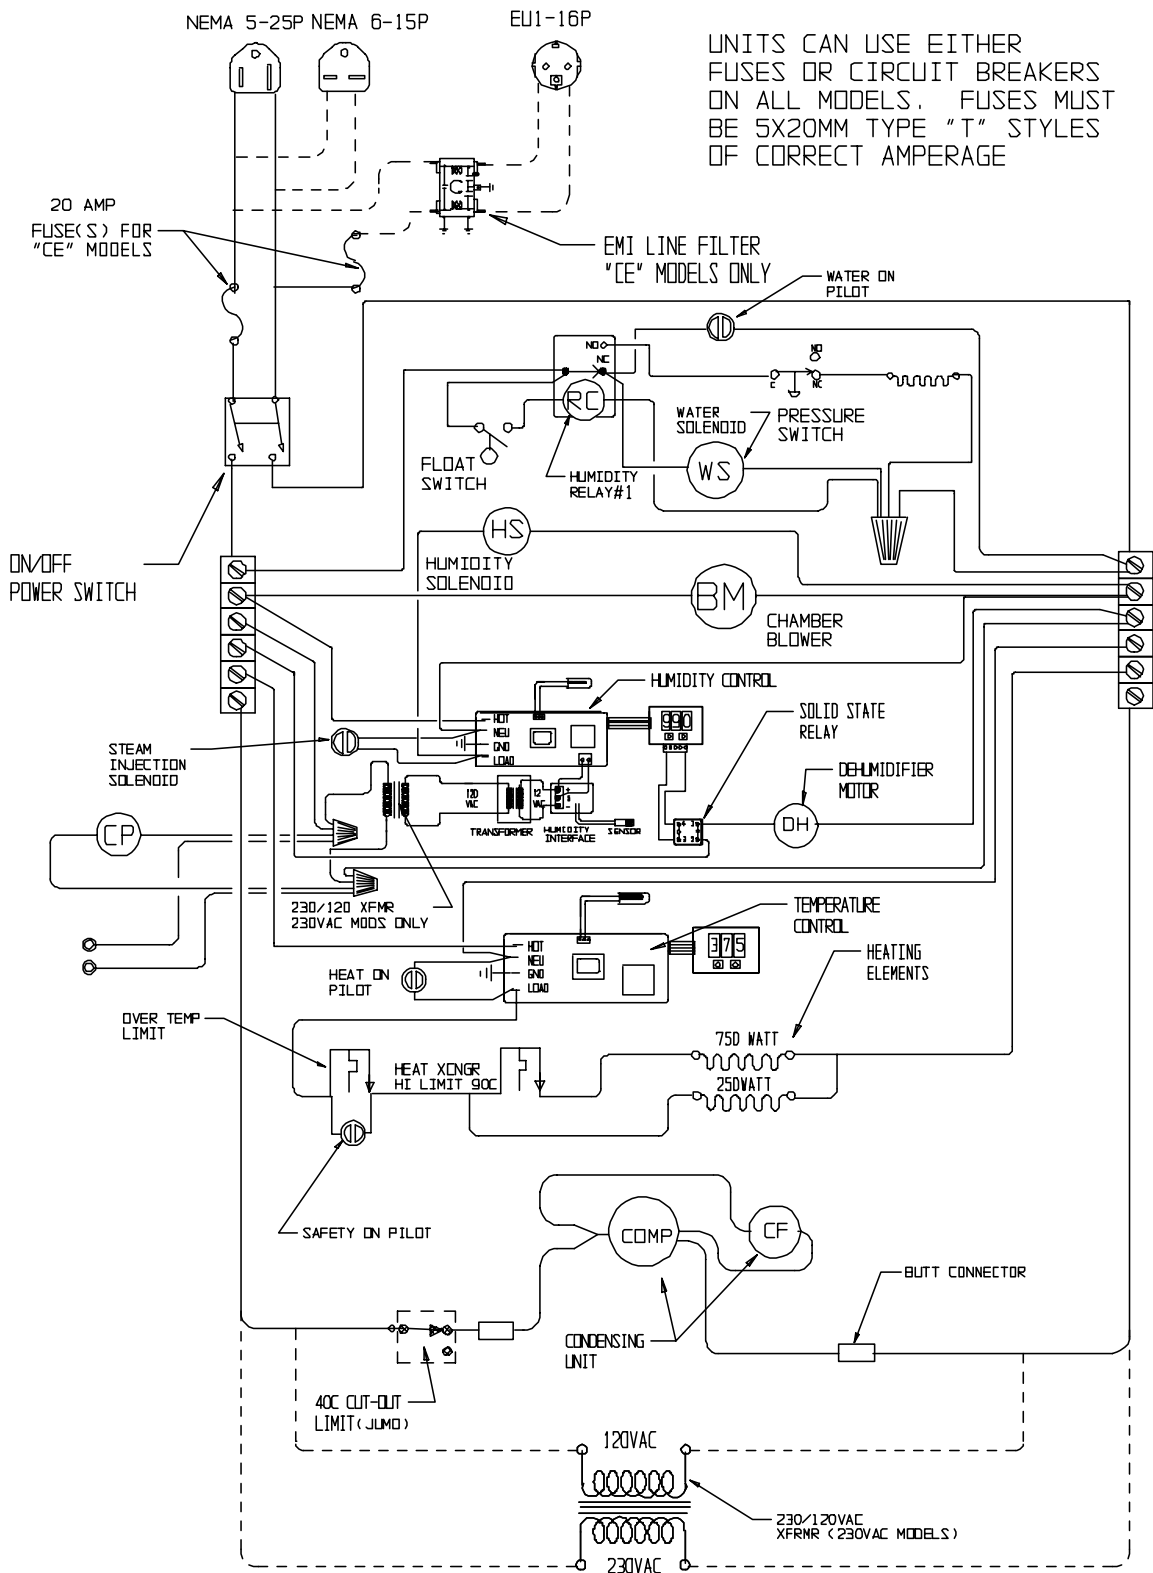 NEMA 5-25P NEMA 6-15P
EU1-16P
UNITS CAN USE EITHER
FUSES OR CIRCUIT BREAKERS
ON ALL MODELS. FUSES MUST
BE 5X20MM TYPE "T" STYLES
OF CORRECT AMPERAGE
20 AMP
FUSE(S) FOR
"CE" MODELS
EMI LINE FILTER
"CE" MODELS ONLY
WATER ON
PILOT
NO
NC
RC
NO
C
NC
WATER
SOLENOID
PRESSURE
SWITCH
FLOAT
SWITCH
WS
HUMIDITY
RELAY#1
HS
ON/OFF
POWER SWITCH
HUMIDITY
SOLENOID
BM
CHAMBER
BLOWER
HUMIDITY CONTROL
HOT
NEU
GND
LOAD
990
SOLID STATE
RELAY
STEAM
INJECTION
SOLENOID
DEHUMIDIFIER
MOTOR
120
VAC
12
VAC
TRANSFORMER
HUMIDITY
INTERFACE
SENSOR
DH
CP
230/120 XFMR
230VAC MODS ONLY
TEMPERATURE
CONTROL
HOT
NEU
GND
LOAD
375
HEAT ON
PILOT
HEATING
ELEMENTS
OVER TEMP
LIMIT
HEAT XCNGR
HI LIMIT 90C
750 WATT
250WATT
SAFETY ON PILOT
COMP
CF
BUTT CONNECTOR
CONDENSING
UNIT
40C CUT-OUT
LIMIT(JUMO)
120VAC
230/120VAC
XFRMR (230VAC MODELS)
230VAC